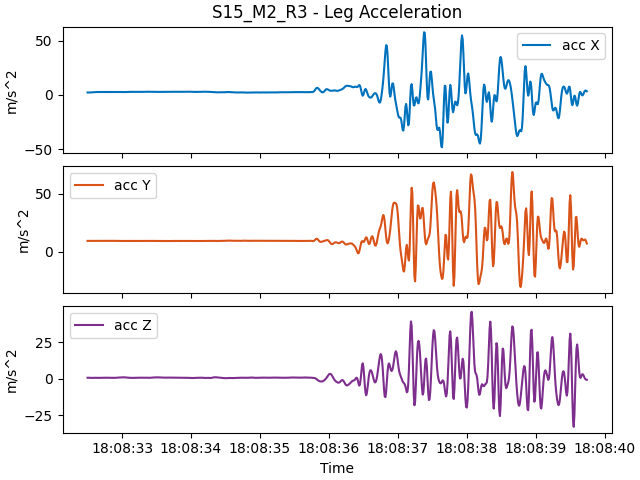 S15_M2_R3 - Leg Acceleration
50
0
−50
m/s^2
acc X
50
0
m/s^2
acc Y
25
0
−25
m/s^2
acc Z
18:08:33 18:08:34 18:08:35 18:08:36 18:08:37 18:08:38 18:08:39 18:08:40
Time